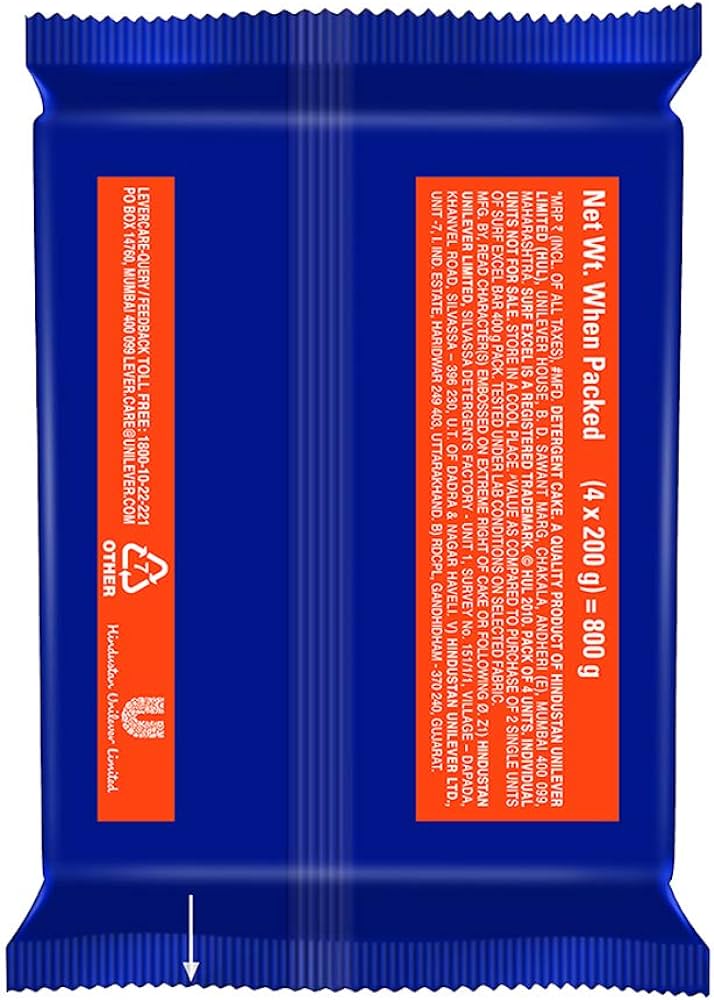 Net Wt. When Packed (4 x 200 g) = 800 g
*MRP ₹ (INCL. OF ALL TAXES), #MFD. DETERGENT CAKE. A QUALITY PRODUCT OF HINDUSTAN UNILEVER
LIMITED (HUL), UNILEVER HOUSE, B. D. SAWANT MARG, CHAKALA, ANDHERI (E), MUMBAI 400 099,
MAHARASHTRA. SURF EXCEL IS A REGISTERED TRADEMARK. © HUL 2010. PACK OF 4 UNITS. INDIVIDUAL
UNITS NOT FOR SALE. STORE IN A COOL PLACE. ^VALUE AS COMPARED TO PURCHASE OF 2 SINGLE UNITS
OF SURF EXCEL BAR 400 g PACK. TESTED UNDER LAB CONDITIONS ON SELECTED FABRIC.
MFG. BY, READ CHARACTER(S) EMBOSSED ON EXTREME RIGHT OF CAKE OR FOLLOWING Ø. Z1) HINDUSTAN
UNILEVER LIMITED, SILVASSA DETERGENTS FACTORY - UNIT 1, SURVEY No. 151/1/1, VILLAGE – DAPADA,
KHANVEL ROAD, SILVASSA – 396 230, U.T. OF DADRA & NAGAR HAVELI. V) HINDUSTAN UNILEVER LTD.,
UNIT -7, I. IND. ESTATE, HARIDWAR 249 403, UTTARAKHAND. B) RDCPL, GANDHIDHAM - 370 240, GUJARAT.
LEVERCARE-QUERY/FEEDBACK TOLL FREE: 1800-10-22-221
PO BOX 14760, MUMBAI 400 099 LEVER.CARE@UNILEVER.COM
7
OTHER
Hindustan Unilever Limited